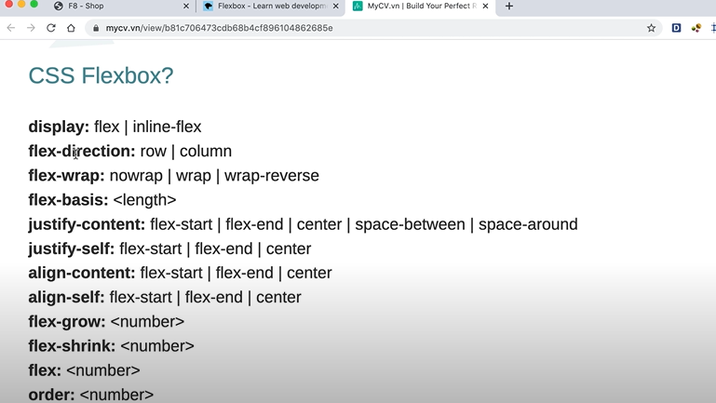 F8 - Shop
Flexbox - Learn web developm
MyCV.vn | Build Your Perfect R
mycv.vn/view/b81c706473cdb68b4cf896104862685e
CSS Flexbox?
display: flex | inline-flex
flex-direction: row | column
flex-wrap: nowrap | wrap | wrap-reverse
flex-basis: <length>
justify-content: flex-start | flex-end | center | space-between | space-around
justify-self: flex-start | flex-end | center
align-content: flex-start | flex-end | center
align-self: flex-start | flex-end | center
flex-grow: <number>
flex-shrink: <number>
flex: <number>
order: <number>